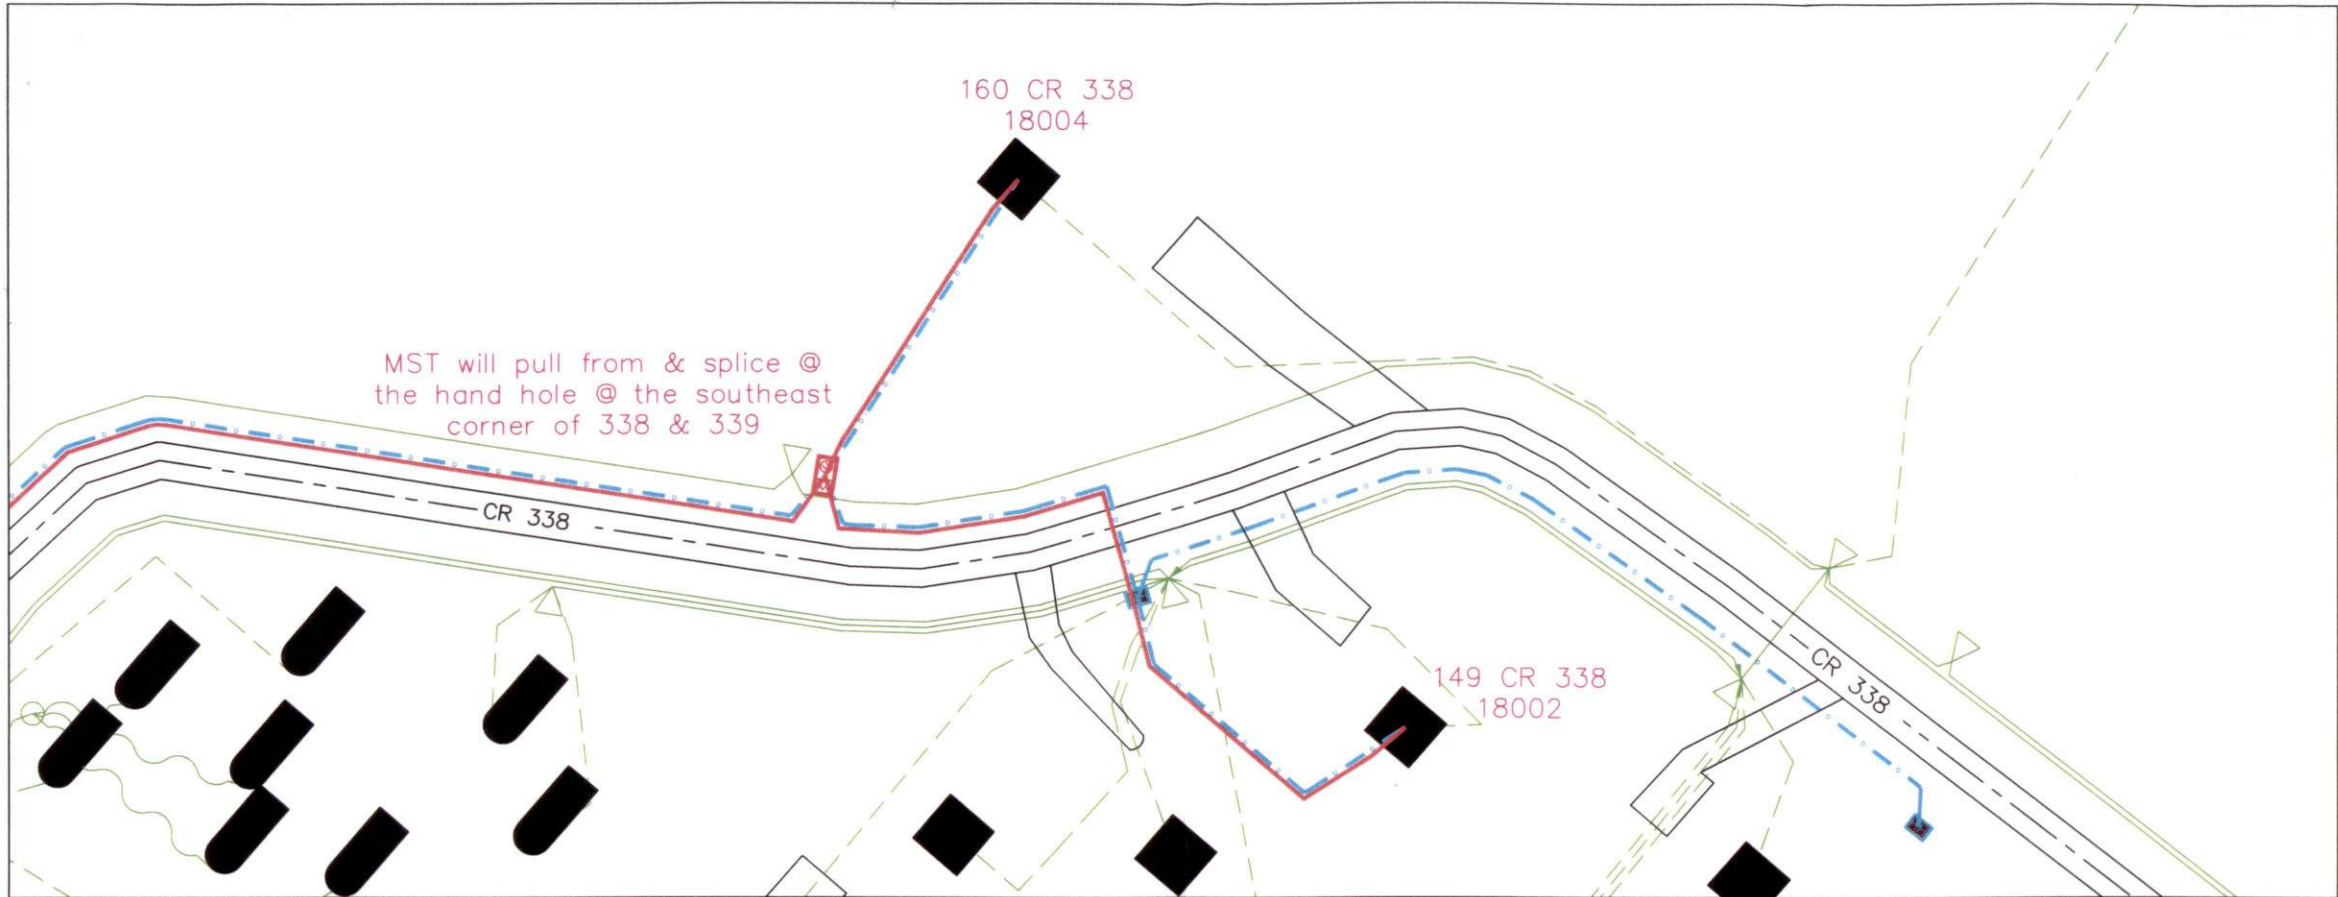 160 CR 338
18004
MST will pull from & splice @
the hand hole @ the southeast
corner of 338 & 339
CR 338
149 CR 338
18002
CR 338